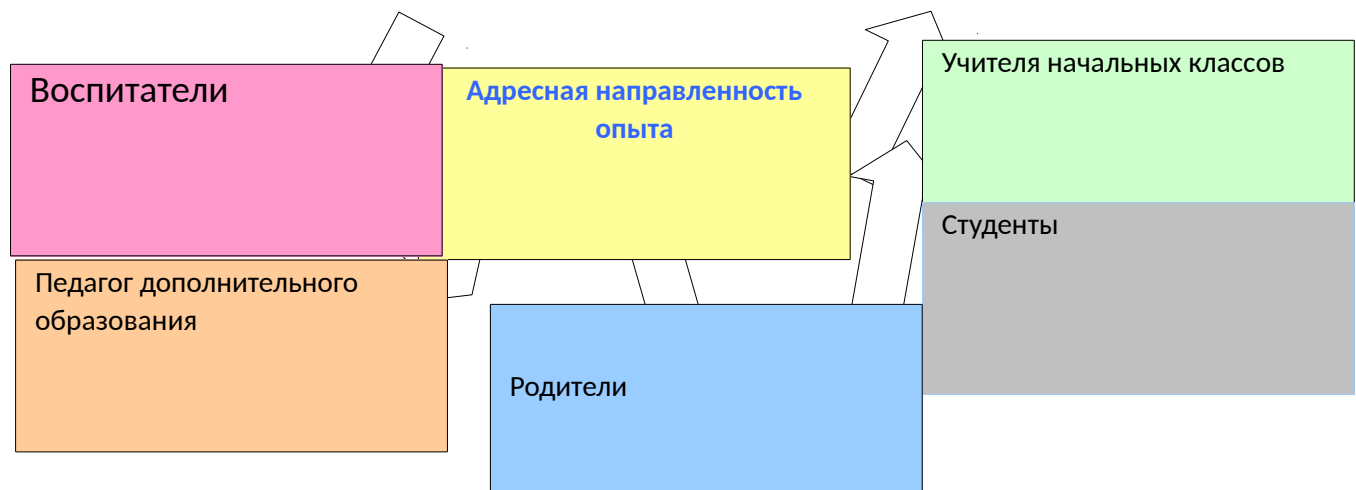 Воспитатели
Адресная направленность
опыта
Учителя начальных классов
Студенты
Педагог дополнительного
образования
Родители